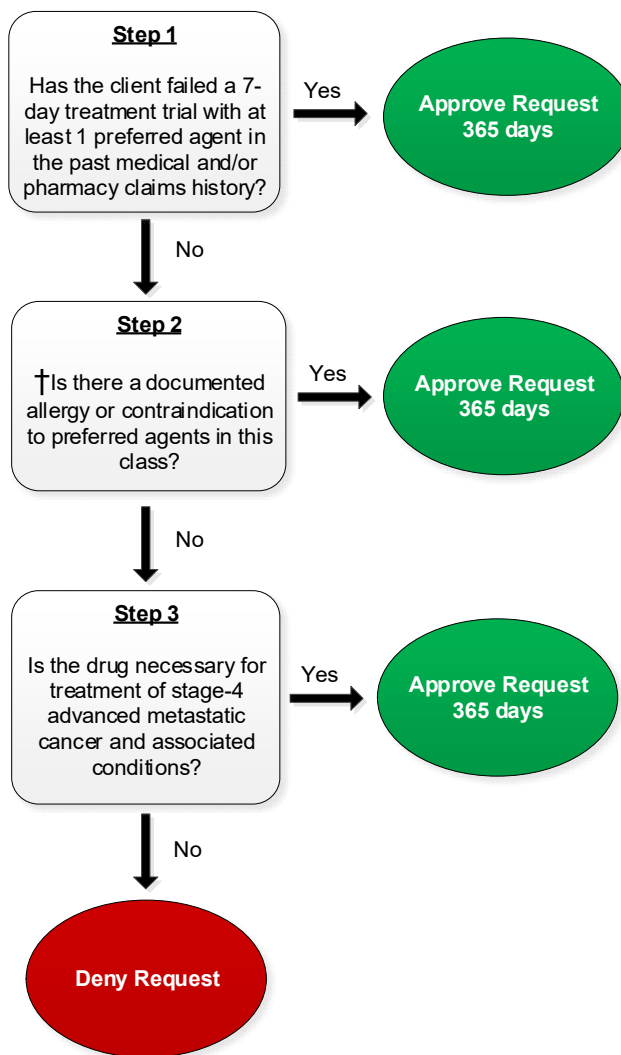 Step 1
Has the client failed a 7-
day treatment trial with at
least 1 preferred agent in
the past medical and/or
pharmacy claims history?
Yes
Approve Request
365 days
No
Step 2
†Is there a documented
allergy or contraindication
to preferred agents in this
class?
Yes
Approve Request
365 days
No
Step 3
Is the drug necessary for
treatment of stage-4
advanced metastatic
cancer and associated
conditions?
Yes
Approve Request
365 days
No
Deny Request